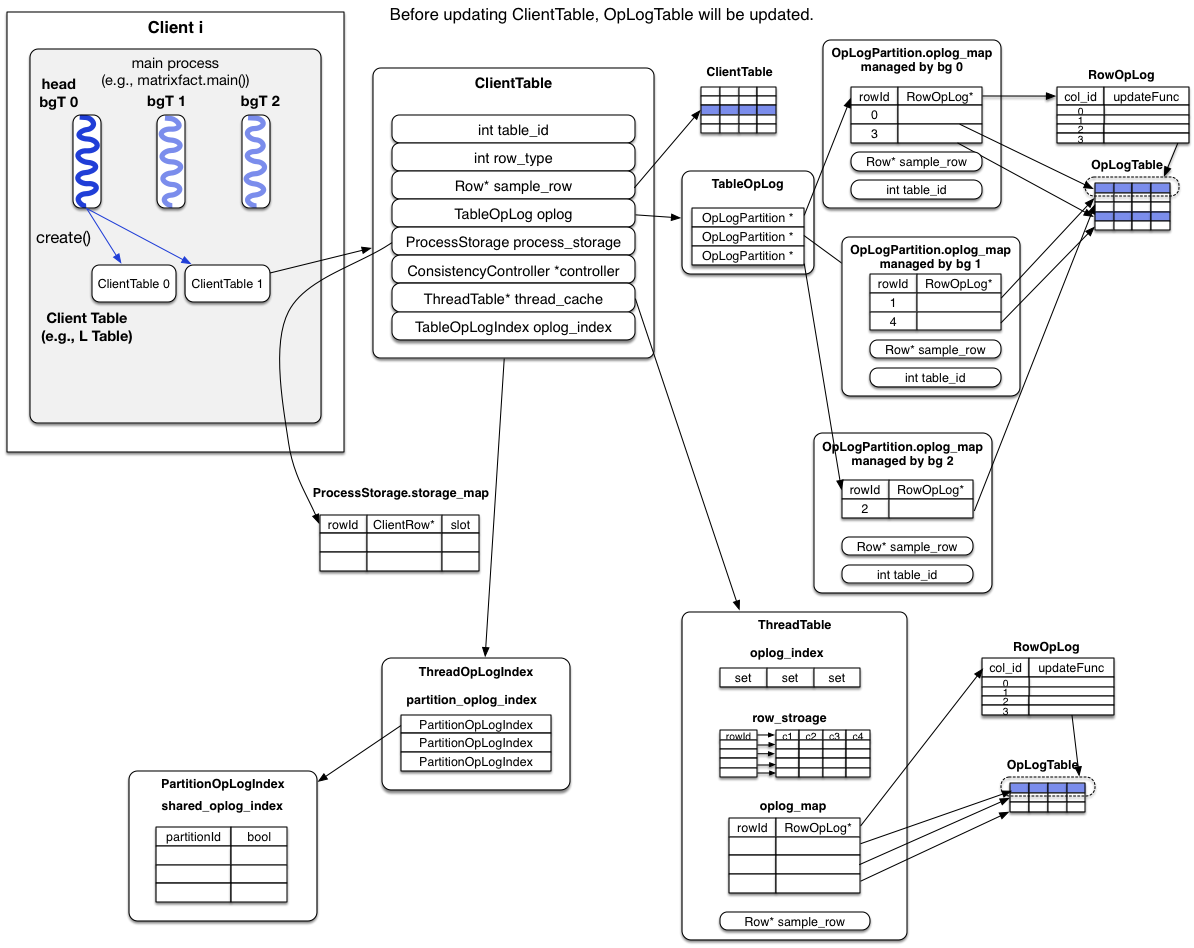 Before updating ClientTable, OpLogTable will be updated.
Client i
main process
(e.g., matrixfact.main())
head
bgT 0
bgT 1
bgT 2
create()
ClientTable 0
ClientTable 1
Client Table
(e.g., L Table)
ClientTable
int table_id
int row_type
Row* sample_row
TableOpLog oplog
ProcessStorage process_storage
ConsistencyController *controller
ThreadTable* thread_cache
TableOpLogIndex oplog_index
ClientTable
TableOpLog
OpLogPartition *
OpLogPartition *
OpLogPartition *
OpLogPartition.oplog_map
managed by bg 0
rowId
RowOpLog*
0
3
Row* sample_row
int table_id
RowOpLog
col_id
updateFunc
0
1
2
3
OpLogTable
OpLogPartition.oplog_map
managed by bg 1
rowId
RowOpLog*
1
4
Row* sample_row
int table_id
OpLogPartition.oplog_map
managed by bg 2
rowId
RowOpLog*
2
Row* sample_row
int table_id
ProcessStorage.storage_map
rowId
ClientRow*
slot
ThreadOpLogIndex
partition_oplog_index
PartitionOpLogIndex
PartitionOpLogIndex
PartitionOpLogIndex
PartitionOpLogIndex
shared_oplog_index
partitionId
bool
ThreadTable
oplog_index
set
set
set
row_stroage
rowId
c1
c2
c3
c4
oplog_map
rowId
RowOpLog*
Row* sample_row
RowOpLog
col_id
updateFunc
0
1
2
3
OpLogTable